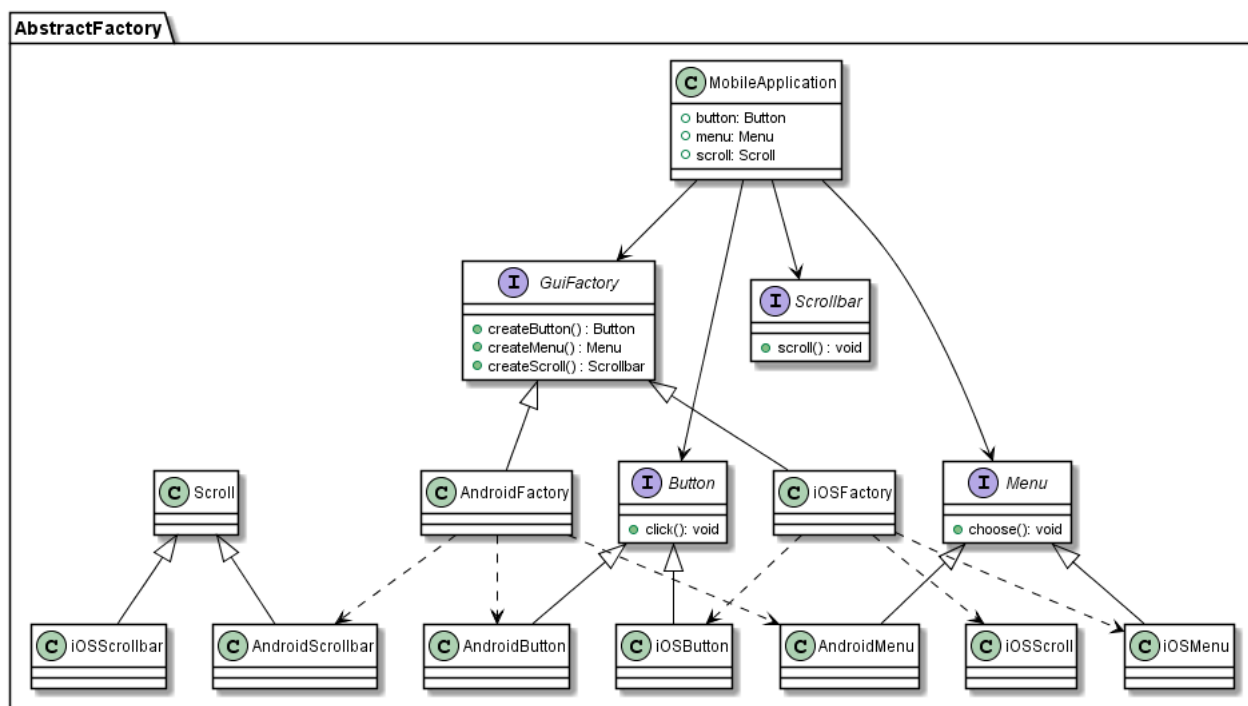 AbstractFactory
C MobileApplication
button: Button
menu: Menu
scroll: Scroll
I GuiFactory
createButton() : Button
createMenu() : Menu
createScroll() : Scrollbar
I Scrollbar
scroll() : void
C Scroll
C AndroidFactory
I Button
click(): void
C iOSFactory
I Menu
choose(): void
C iOSScrollbar
C AndroidScrollbar
C AndroidButton
C iOSButton
C AndroidMenu
C iOSScroll
C iOSMenu